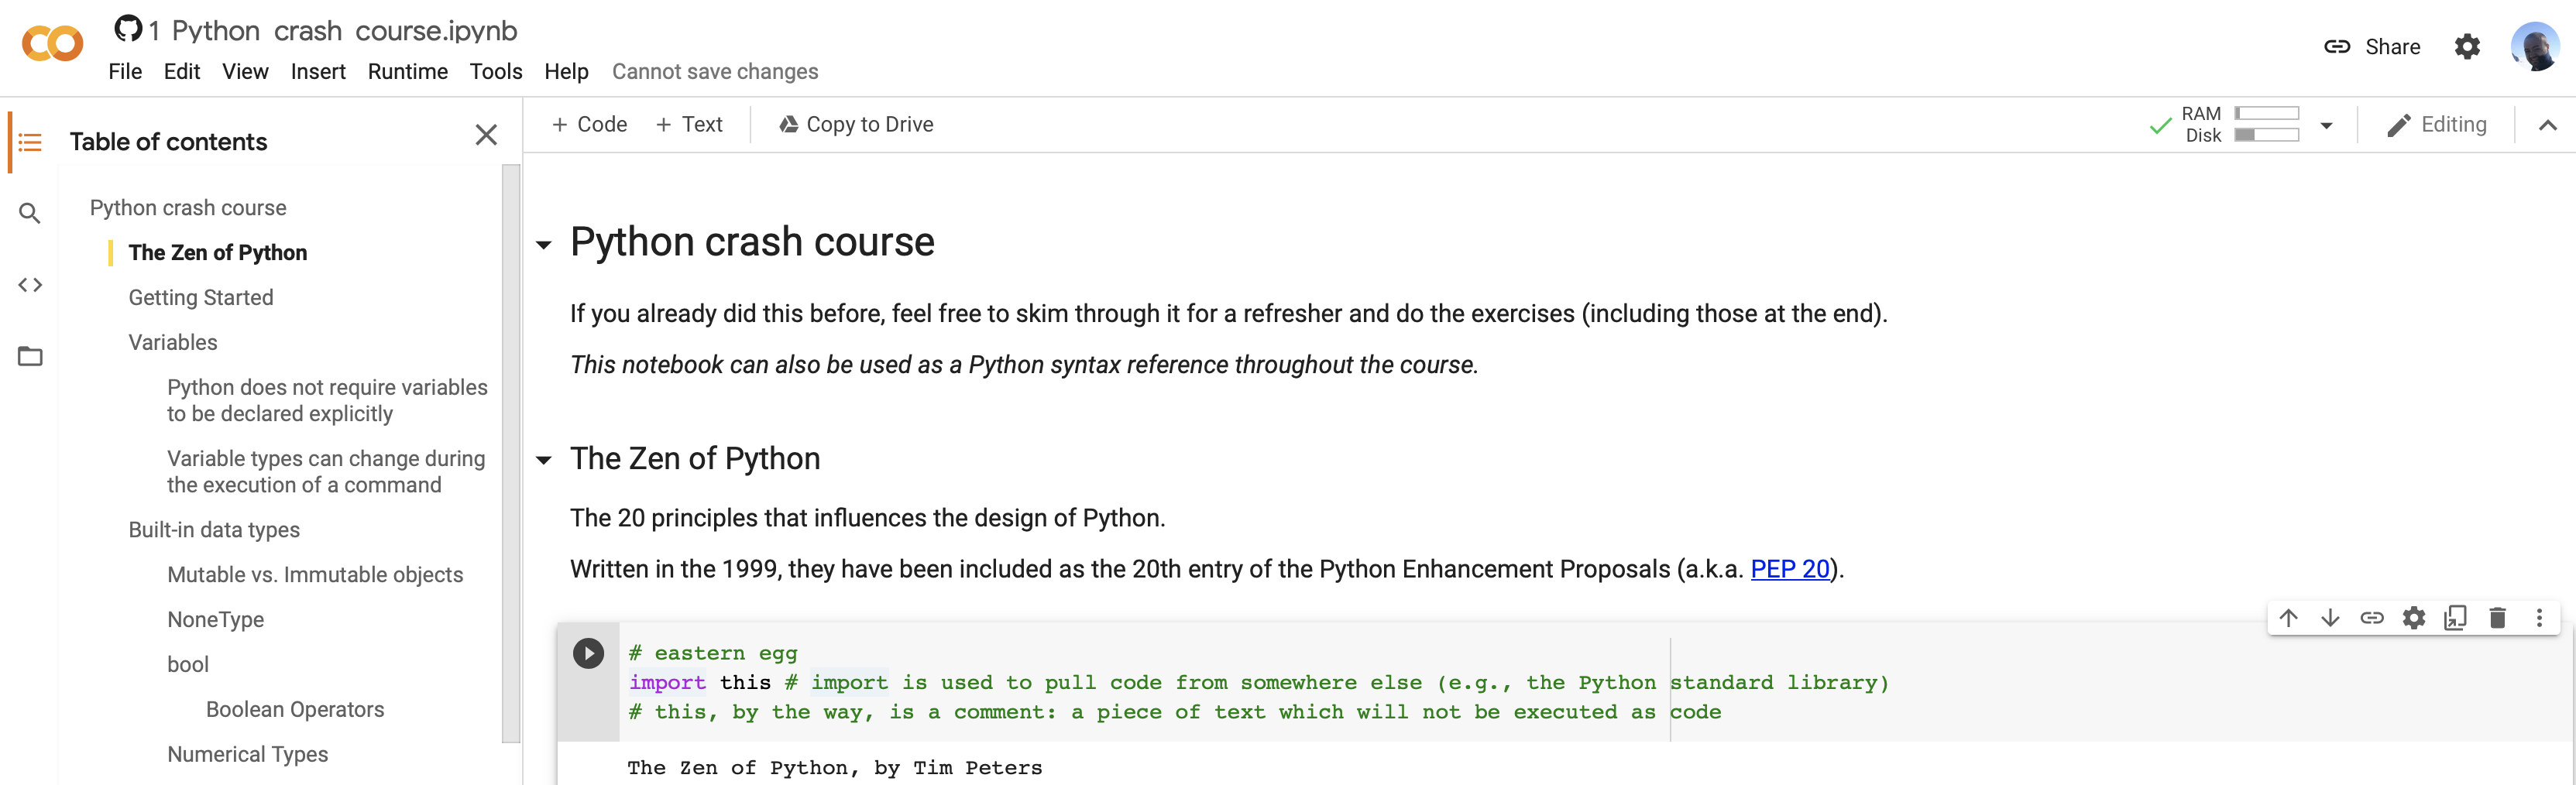 1 Python crash course.ipynb
File Edit View Insert Runtime Tools Help Cannot save changes
Share
Table of contents
Python crash course
The Zen of Python
Getting Started
Variables
Python does not require variables
to be declared explicitly
Variable types can change during
the execution of a command
Built-in data types
Mutable vs. Immutable objects
NoneType
bool
Boolean Operators
Numerical Types
+ Code + Text Copy to Drive
RAM
Disk
Editing
Python crash course
If you already did this before, feel free to skim through it for a refresher and do the exercises (including those at the end).
This notebook can also be used as a Python syntax reference throughout the course.
The Zen of Python
The 20 principles that influences the design of Python.
Written in the 1999, they have been included as the 20th entry of the Python Enhancement Proposals (a.k.a. PEP 20).
# eastern egg
import this # import is used to pull code from somewhere else (e.g., the Python standard library)
# this, by the way, is a comment: a piece of text which will not be executed as code
The Zen of Python, by Tim Peters